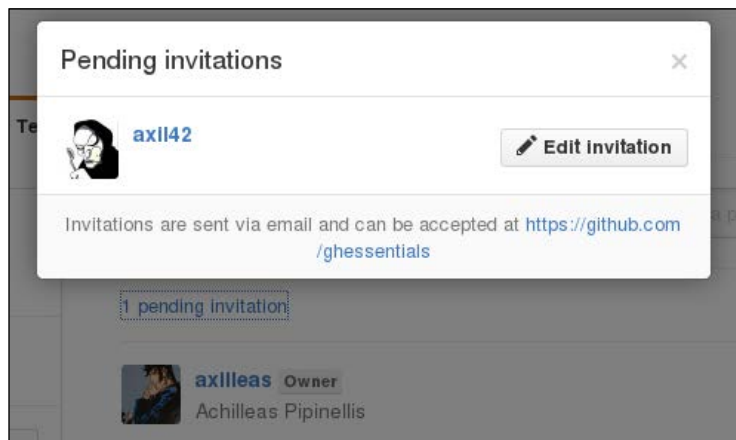 Pending invitations
×
Te
axil42
Edit invitation
Invitations are sent via email and can be accepted at https://github.com
/ghessentials
1 pending invitation
axilleas Owner
Achilleas Pipinellis